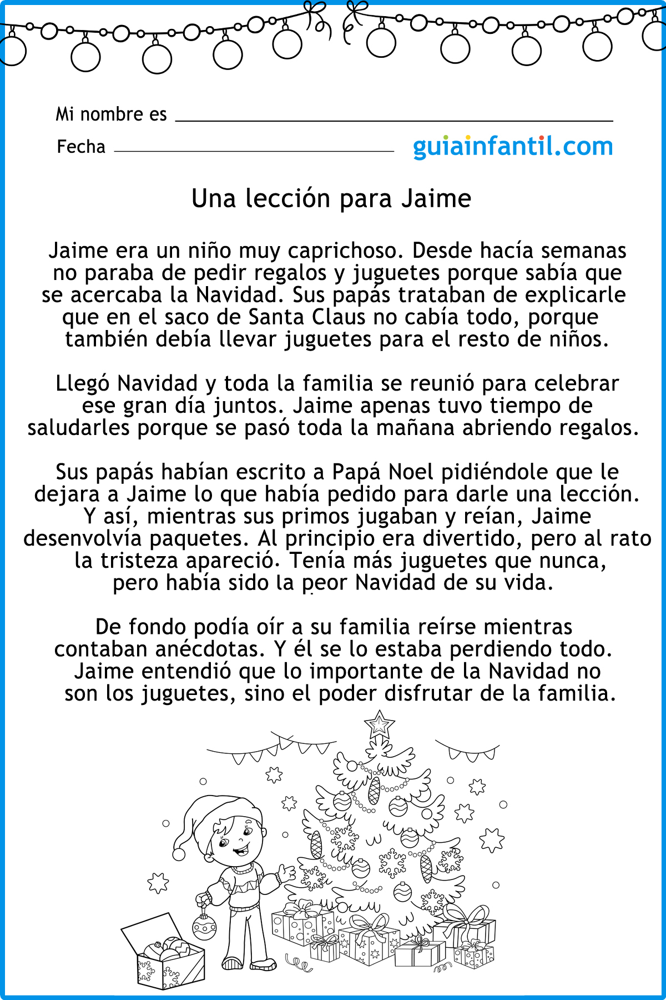 Mi nombre es
Fecha
guiainfantil.com
Una lección para Jaime
Jaime era un niño muy caprichoso. Desde hacía semanas
no paraba de pedir regalos y juguetes porque sabía que
se acercaba la Navidad. Sus papás trataban de explicarle
que en el saco de Santa Claus no cabía todo, porque
también debía llevar juguetes para el resto de niños.
Llegó Navidad y toda la familia se reunió para celebrar
ese gran día juntos. Jaime apenas tuvo tiempo de
saludarles porque se pasó toda la mañana abriendo regalos.
Sus papás habían escrito a Papá Noel pidiéndole que le
dejara a Jaime lo que había pedido para darle una lección.
Y así, mientras sus primos jugaban y reían, Jaime
desenvolvía paquetes. Al principio era divertido, pero al rato
la tristeza apareció. Tenía más juguetes que nunca,
pero había sido la peor Navidad de su vida.
De fondo podía oír a su familia reírse mientras
contaban anécdotas. Y él se lo estaba perdiendo todo.
Jaime entendió que lo importante de la Navidad no
son los juguetes, sino el poder disfrutar de la familia.